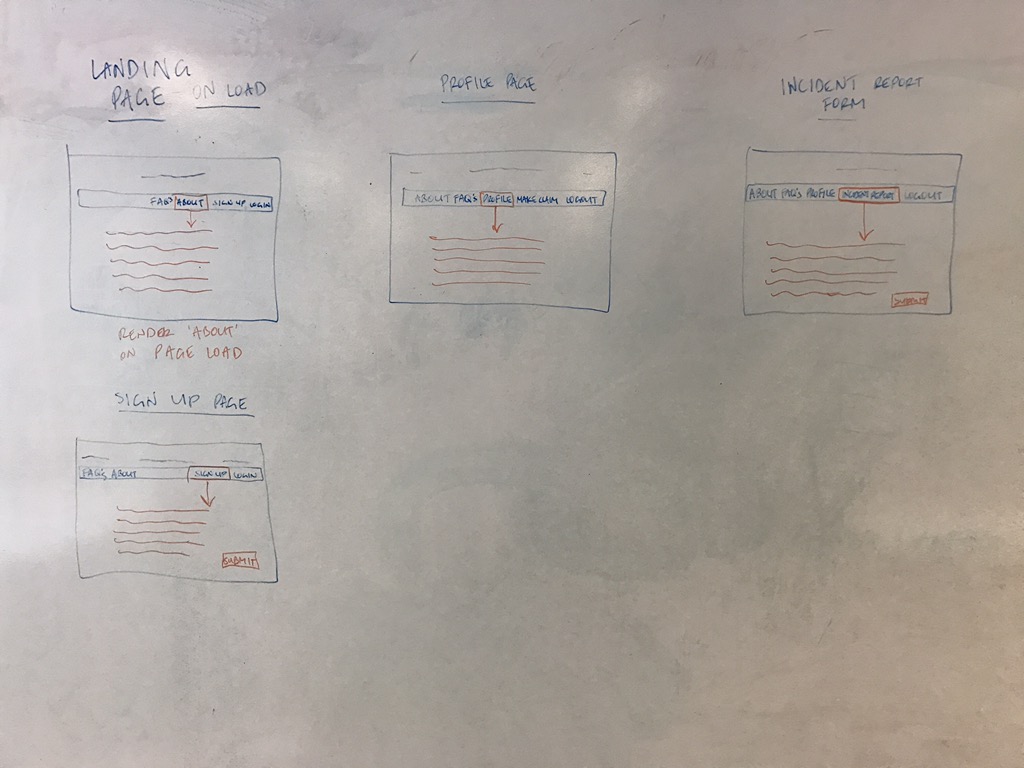 LANDING
PAGE ON LOAD
FAQ'S ABOUT SIGN UP LOGIN
RENDER 'ABOUT'
ON PAGE LOAD
SIGN UP PAGE
FAQ'S ABOUT SIGN UP LOGIN
SUBMIT
PROFILE PAGE
ABOUT FAQ'S PROFILE MAKE CLAIM LOGOUT
INCIDENT REPORT
FORM
ABOUT FAQ'S PROFILE INCIDENT REPORT LOGOUT
SUBMIT